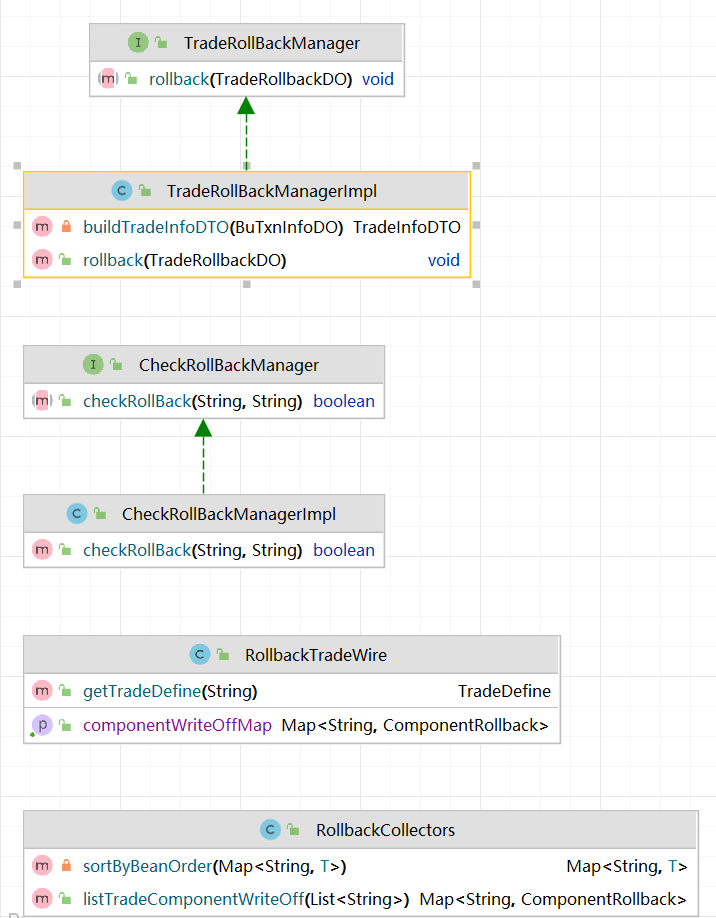 I TradeRollBackManager
m rollback(TradeRollbackDO) void
C TradeRollBackManagerImpl
m buildTradeInfoDTO(BuTxnInfoDO) TradeInfoDTO
m rollback(TradeRollbackDO) void
I CheckRollBackManager
m checkRollBack(String, String) boolean
C CheckRollBackManagerImpl
m checkRollBack(String, String) boolean
C RollbackTradeWire
m getTradeDefine(String) TradeDefine
p componentWriteOffMap Map<String, ComponentRollback>
C RollbackCollectors
m sortByBeanOrder(Map<String, T>) Map<String, T>
m listTradeComponentWriteOff(List<String>) Map<String, ComponentRollback>